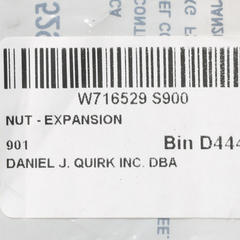 W716529 S900
NUT - EXPANSION
901 Bin D444
DANIEL J. QUIRK INC. DBA